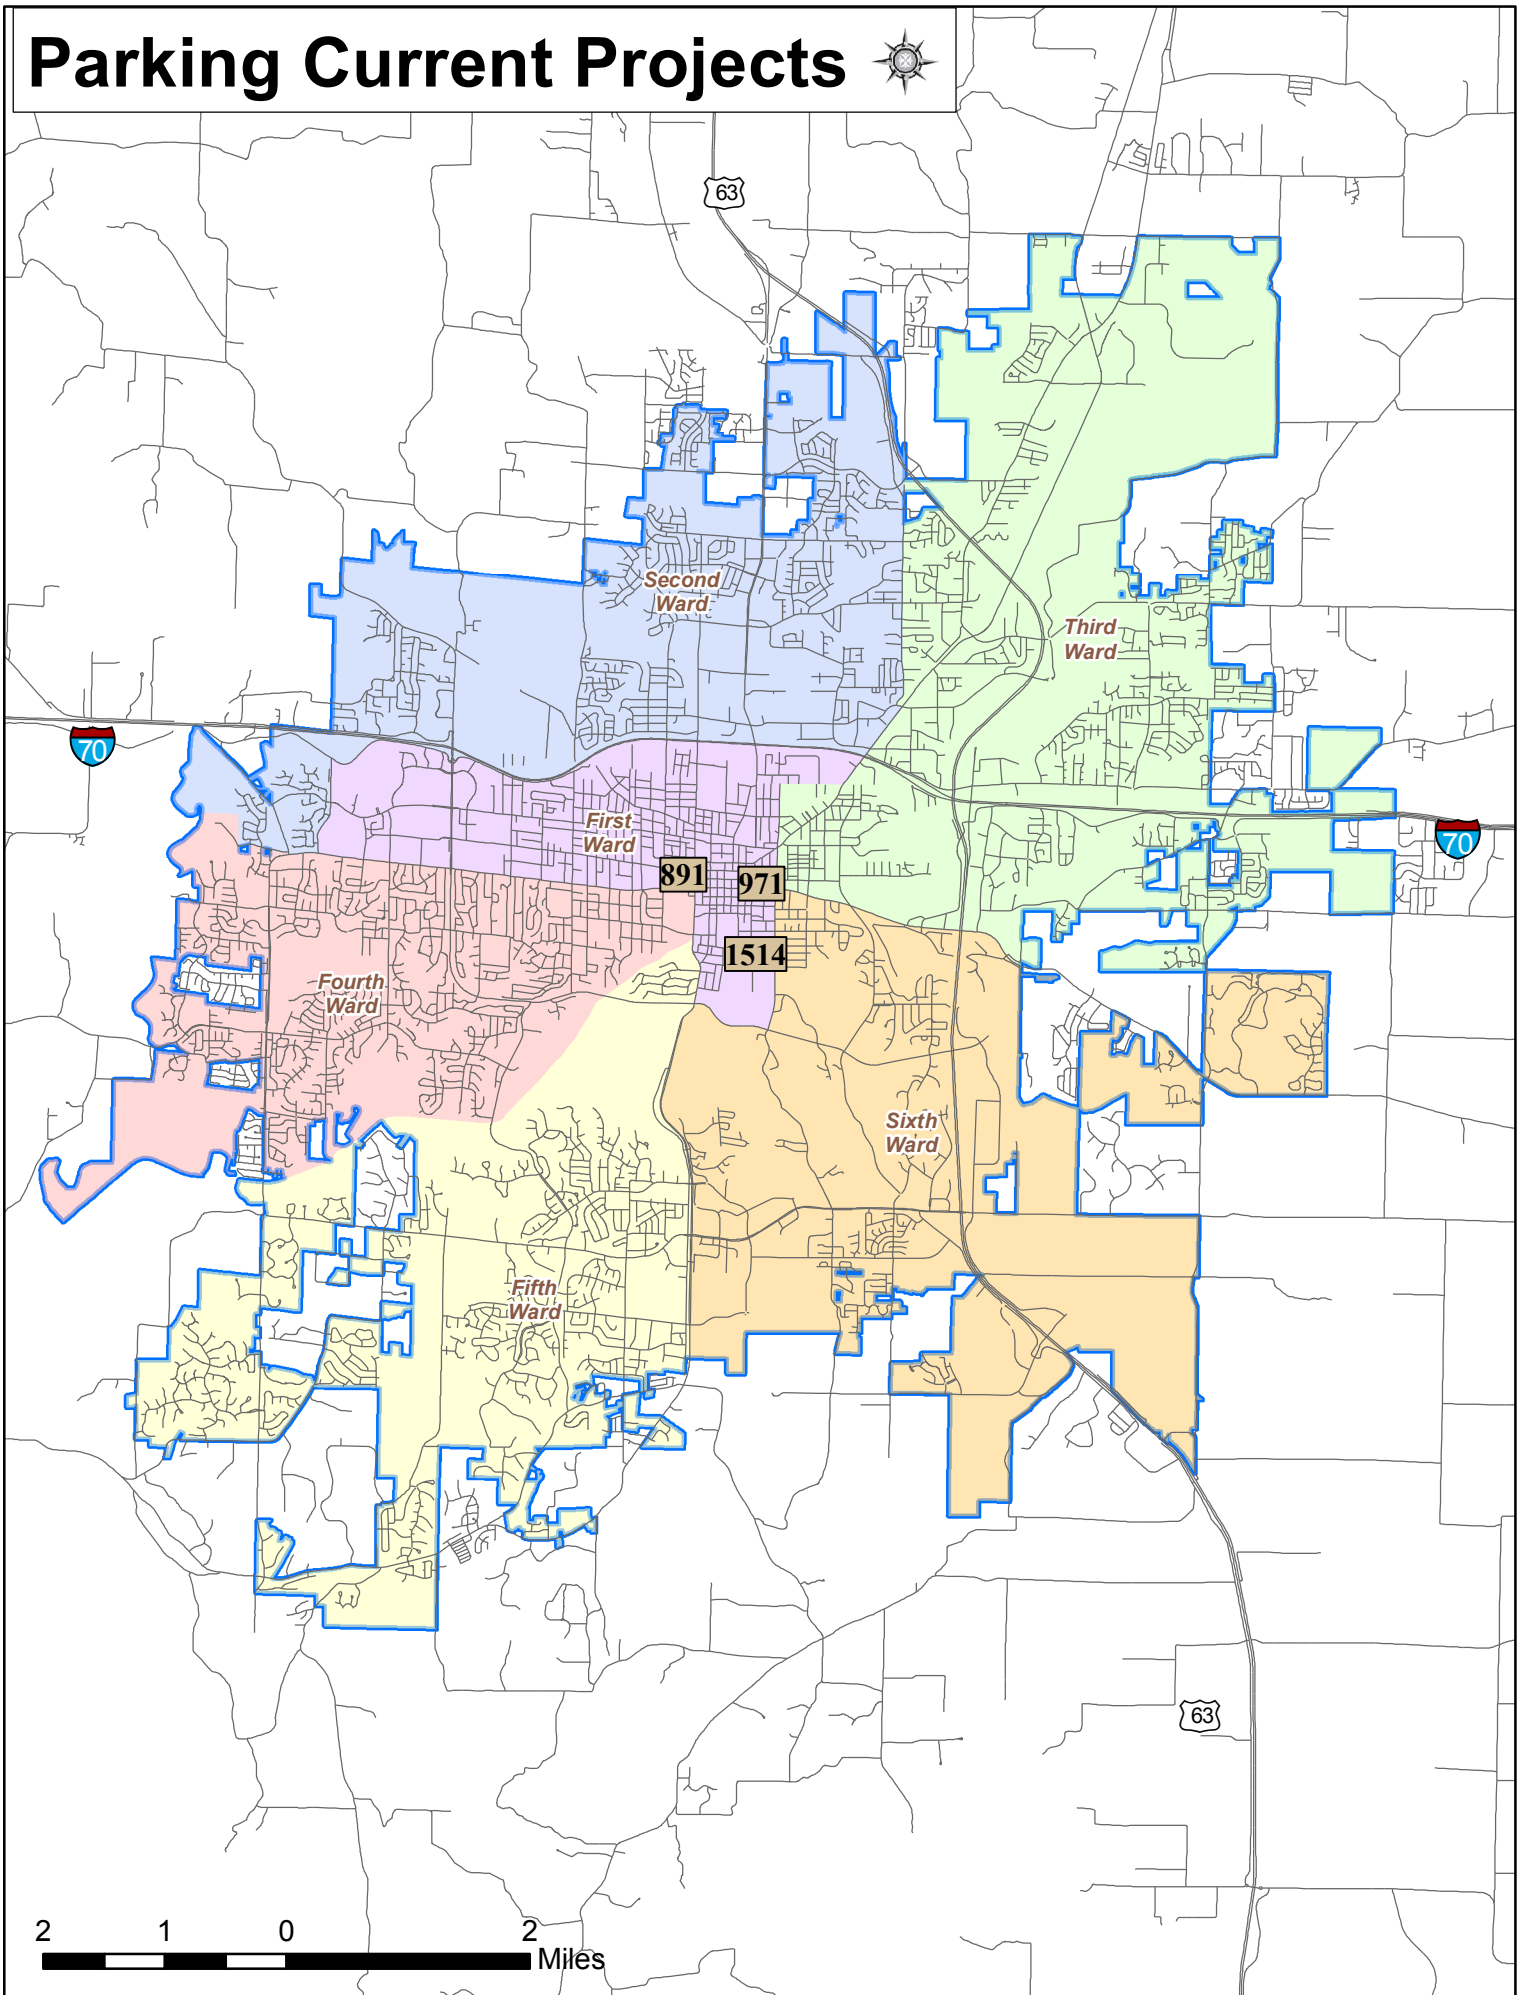 Parking Current Projects
63
Second
Ward
Third
Ward
70
First
Ward
70
891
971
1514
Fourth
Ward
Sixth
Ward
Fifth
Ward
63
2 1 0 2
Miles